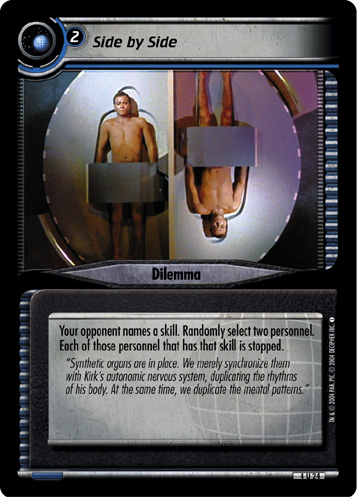 2 Side by Side
Dilemma
Your opponent names a skill. Randomly select two personnel.
Each of those personnel that has that skill is stopped.
"Synthetic organs are in place. We merely synchronize them
with Kirk's autonomic nervous system, duplicating the rhythms
of his body. At the same time, we duplicate the mental patterns."
TM & © 2004 PAR. PIC. © 2004 DECIPHER INC.
4 U 24